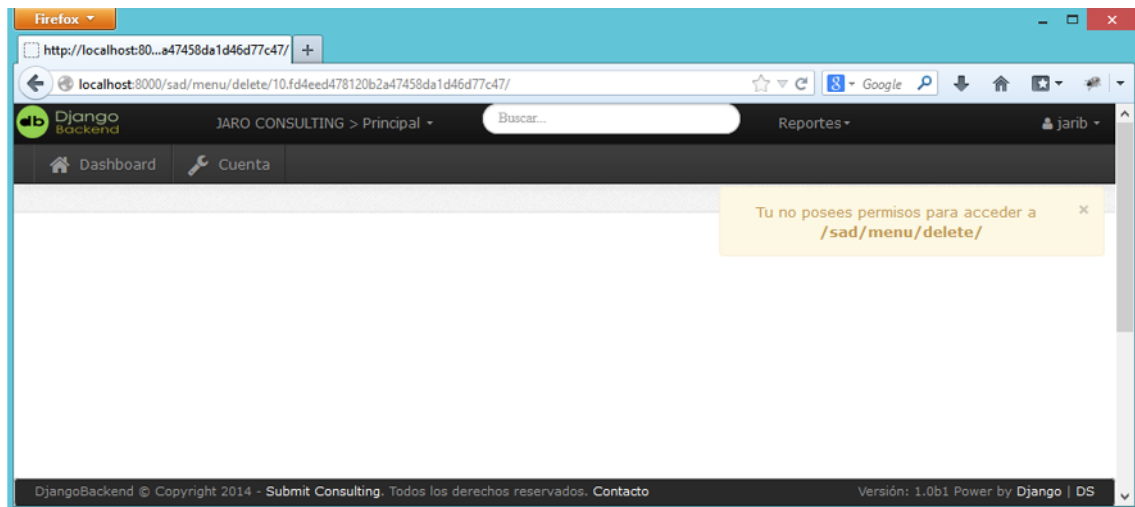 Firefox
http://localhost:80...a47458da1d46d77c47/
localhost:8000/sad/menu/delete/10.fd4eed478120b2a47458da1d46d77c47/
Google
Django Backend
JARO CONSULTING > Principal
Buscar...
Reportes
jarib
Dashboard
Cuenta
Tu no posees permisos para acceder a
/sad/menu/delete/
DjangoBackend © Copyright 2014 - Submit Consulting. Todos los derechos reservados. Contacto
Versión: 1.0b1 Power by Django | DS